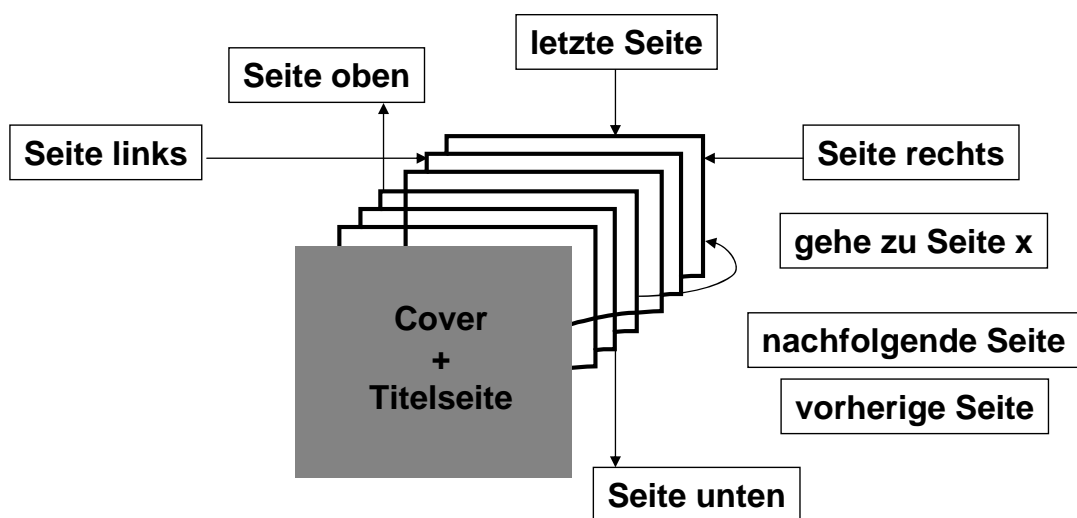 letzte Seite
Seite oben
Seite links
Seite rechts
gehe zu Seite x
Cover
+
Titelseite
nachfolgende Seite
vorherige Seite
Seite unten